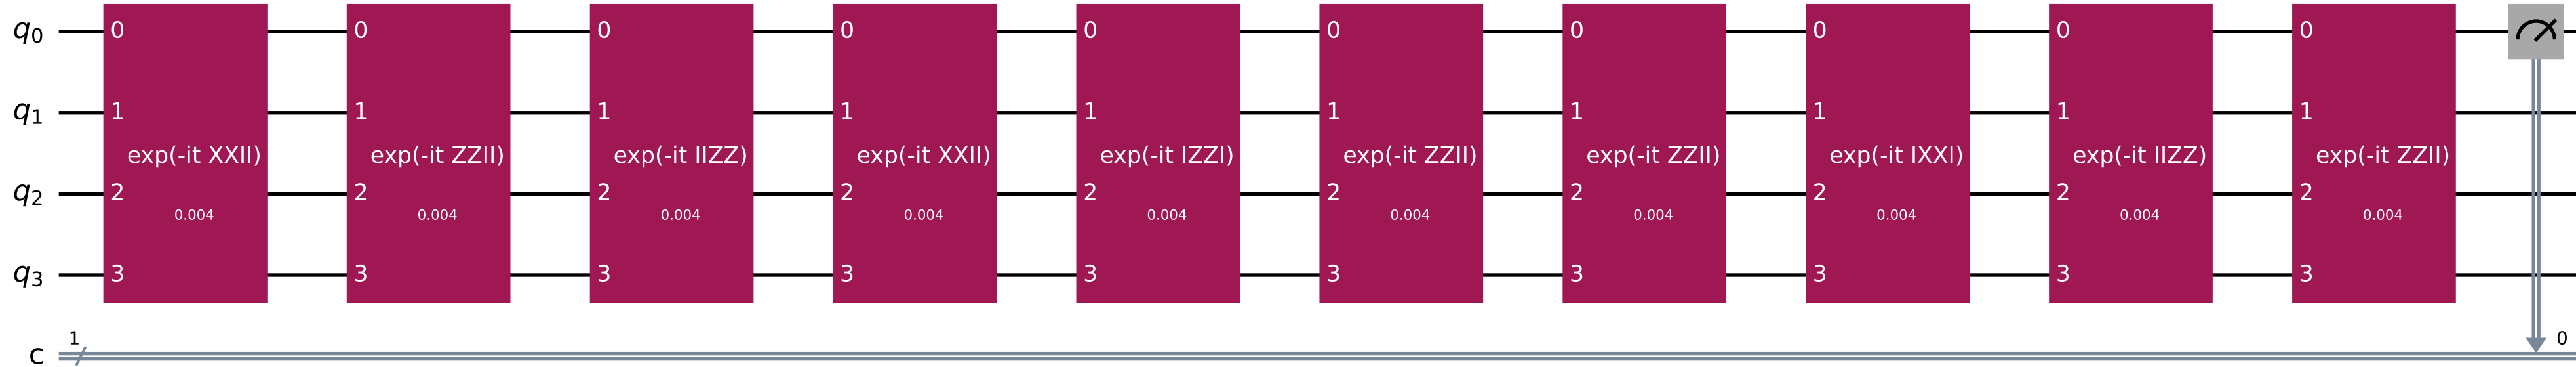 q0 0 0 0 0 0 0 0 0 0 0
q1 1 1 1 1 1 1 1 1 1 1
exp(-it XXII) exp(-it ZZII) exp(-it IIZZ) exp(-it XXII) exp(-it IZZI) exp(-it ZZII) exp(-it ZZII) exp(-it IXXI) exp(-it IIZZ) exp(-it ZZII)
q2 2 2 2 2 2 2 2 2 2 2
0.004 0.004 0.004 0.004 0.004 0.004 0.004 0.004 0.004 0.004
q3 3 3 3 3 3 3 3 3 3 3
1 0
c